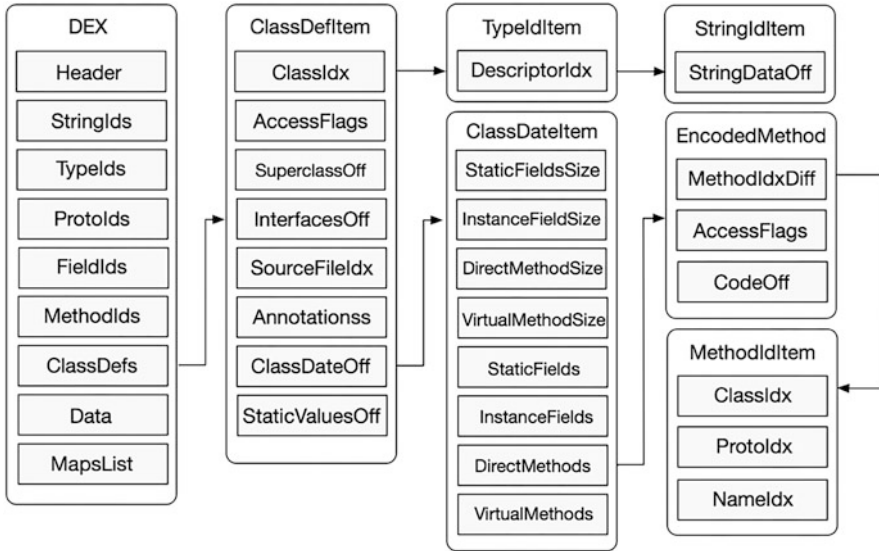 DEX
Header
StringIds
TypeIds
ProtoIds
FieldIds
MethodIds
ClassDefs
Data
MapsList
ClassDefItem
ClassIdx
AccessFlags
SuperclassOff
InterfacesOff
SourceFileIdx
Annotationss
ClassDateOff
StaticValuesOff
TypeIdItem
DescriptorIdx
ClassDateItem
StaticFieldsSize
InstanceFieldSize
DirectMethodSize
VirtualMethodSize
StaticFields
InstanceFields
DirectMethods
VirtualMethods
StringIdItem
StringDataOff
EncodedMethod
MethodIdxDiff
AccessFlags
CodeOff
MethodIdItem
ClassIdx
ProtoIdx
NameIdx